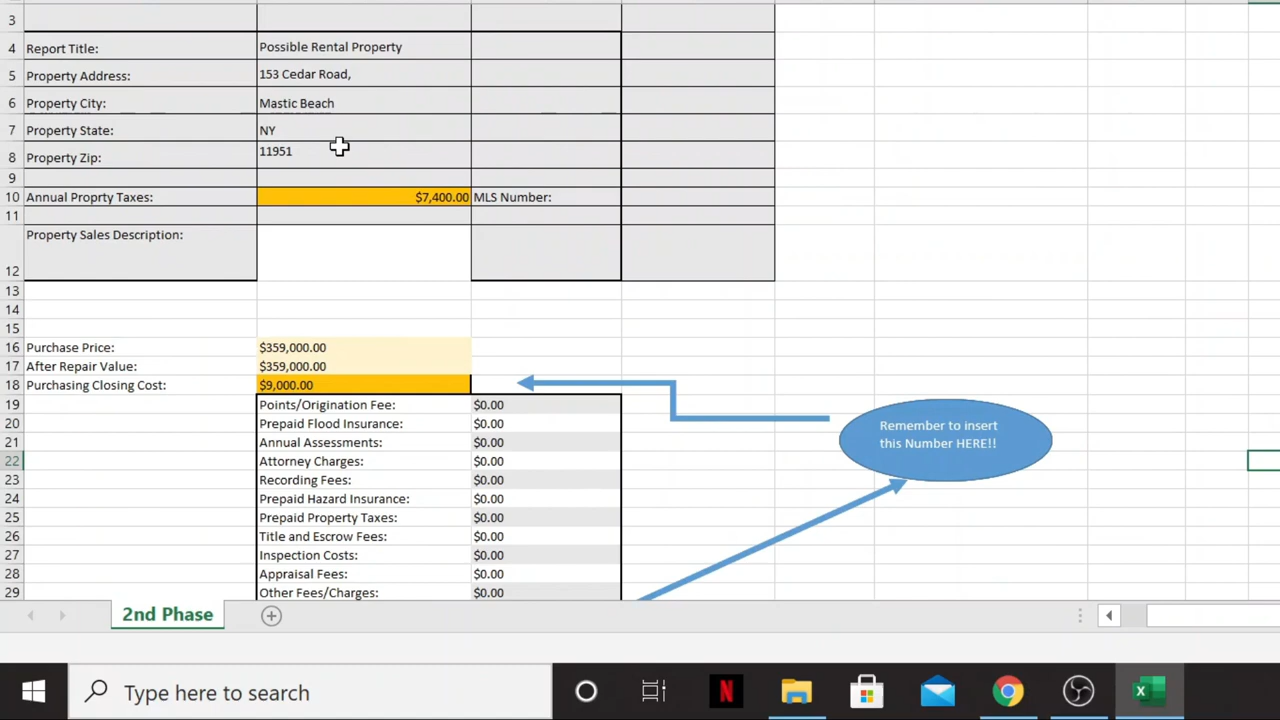 3
4 Report Title: Possible Rental Property
5 Property Address: 153 Cedar Road,
6 Property City: Mastic Beach
7 Property State: NY
8 Property Zip: 11951
9
10 Annual Proprty Taxes: $7,400.00 MLS Number:
11
12 Property Sales Description:
13
14
15
16 Purchase Price: $359,000.00
17 After Repair Value: $359,000.00
18 Purchasing Closing Cost: $9,000.00
19 Points/Origination Fee: $0.00
20 Prepaid Flood Insurance: $0.00
21 Annual Assessments: $0.00
22 Attorney Charges: $0.00
23 Recording Fees: $0.00
24 Prepaid Hazard Insurance: $0.00
25 Prepaid Property Taxes: $0.00
26 Title and Escrow Fees: $0.00
27 Inspection Costs: $0.00
28 Appraisal Fees: $0.00
29 Other Fees/Charges: $0.00
Remember to insert
this Number HERE!!
2nd Phase
Type here to search